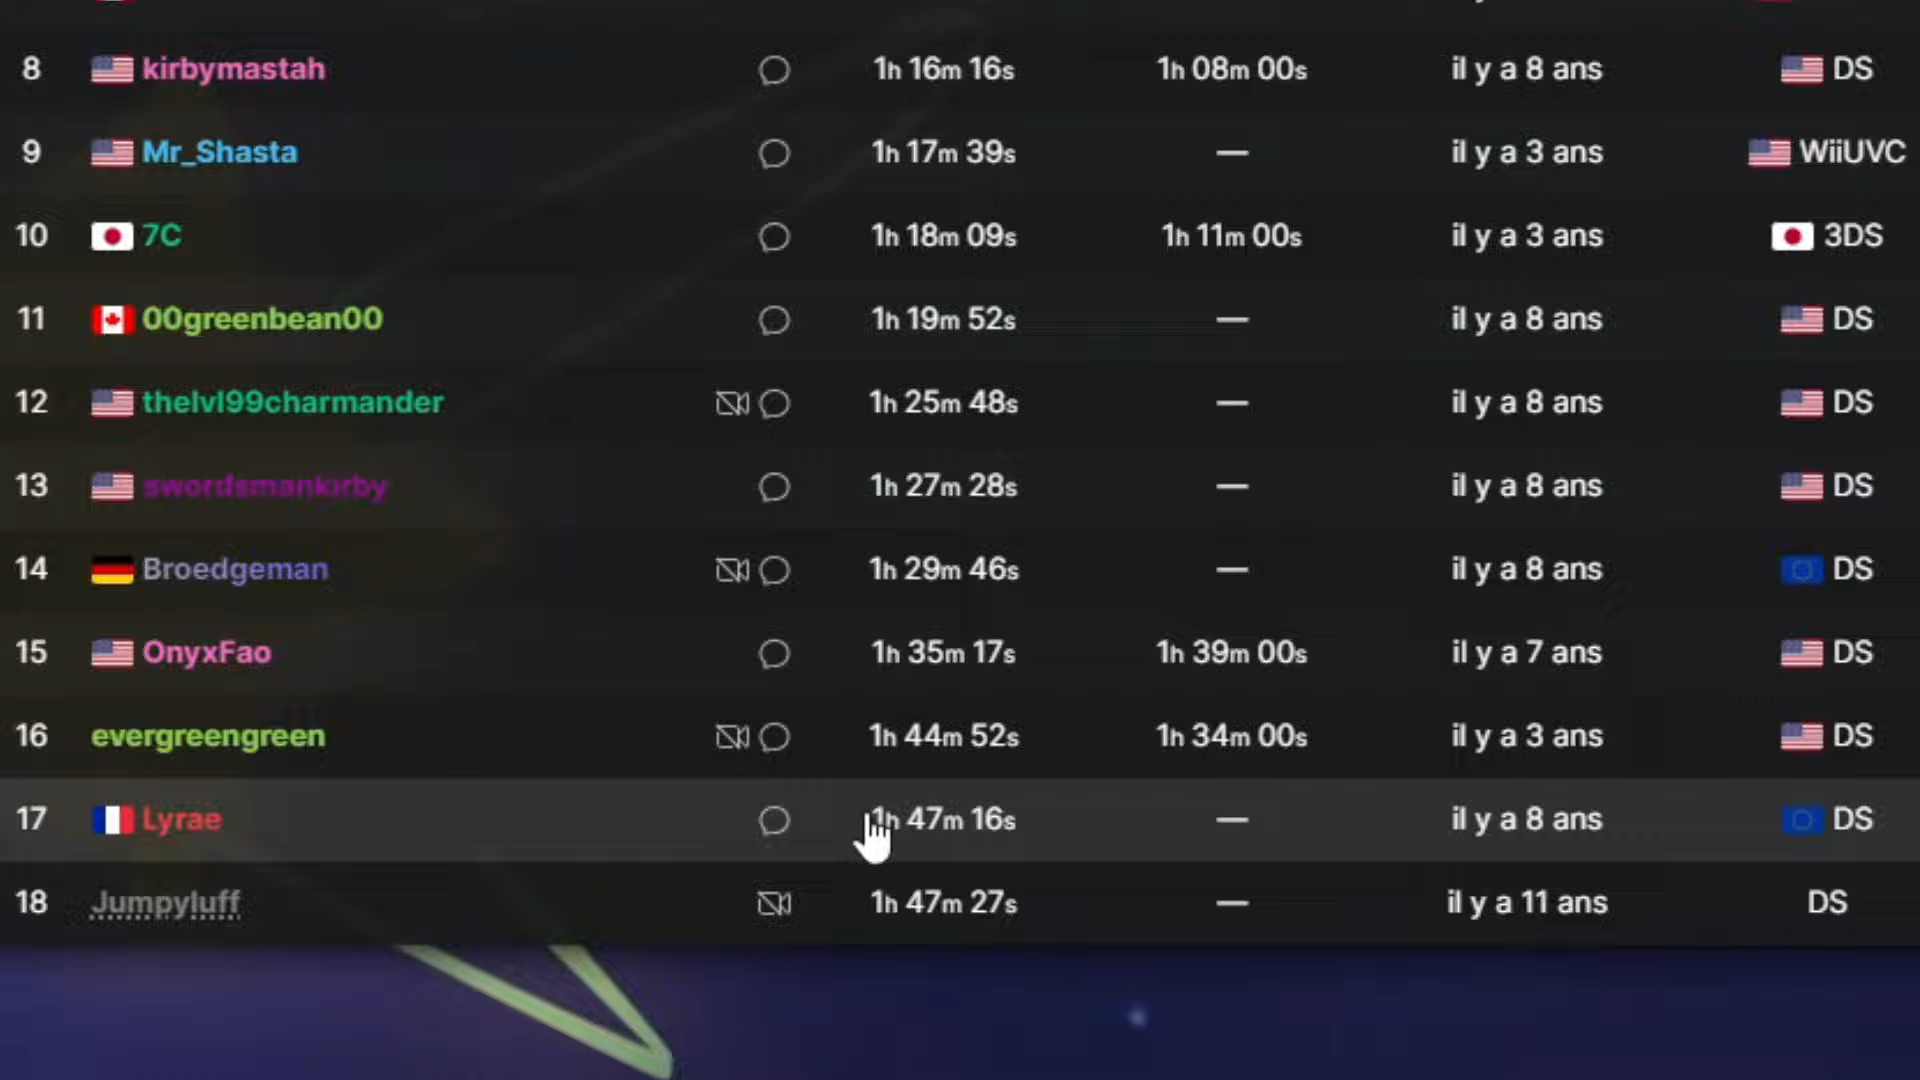 8 kirbymastah 1h 16m 16s 1h 08m 00s il y a 8 ans DS
9 Mr_Shasta 1h 17m 39s — il y a 3 ans WiiUVC
10 7C 1h 18m 09s 1h 11m 00s il y a 3 ans 3DS
11 00greenbean00 1h 19m 52s — il y a 8 ans DS
12 thelvl99charmander 1h 25m 48s — il y a 8 ans DS
13 swordsmankirby 1h 27m 28s — il y a 8 ans DS
14 Broedgeman 1h 29m 46s — il y a 8 ans DS
15 OnyxFao 1h 35m 17s 1h 39m 00s il y a 7 ans DS
16 evergreengreen 1h 44m 52s 1h 34m 00s il y a 3 ans DS
17 Lyrae 1h 47m 16s — il y a 8 ans DS
18 Jumpyluff 1h 47m 27s — il y a 11 ans DS